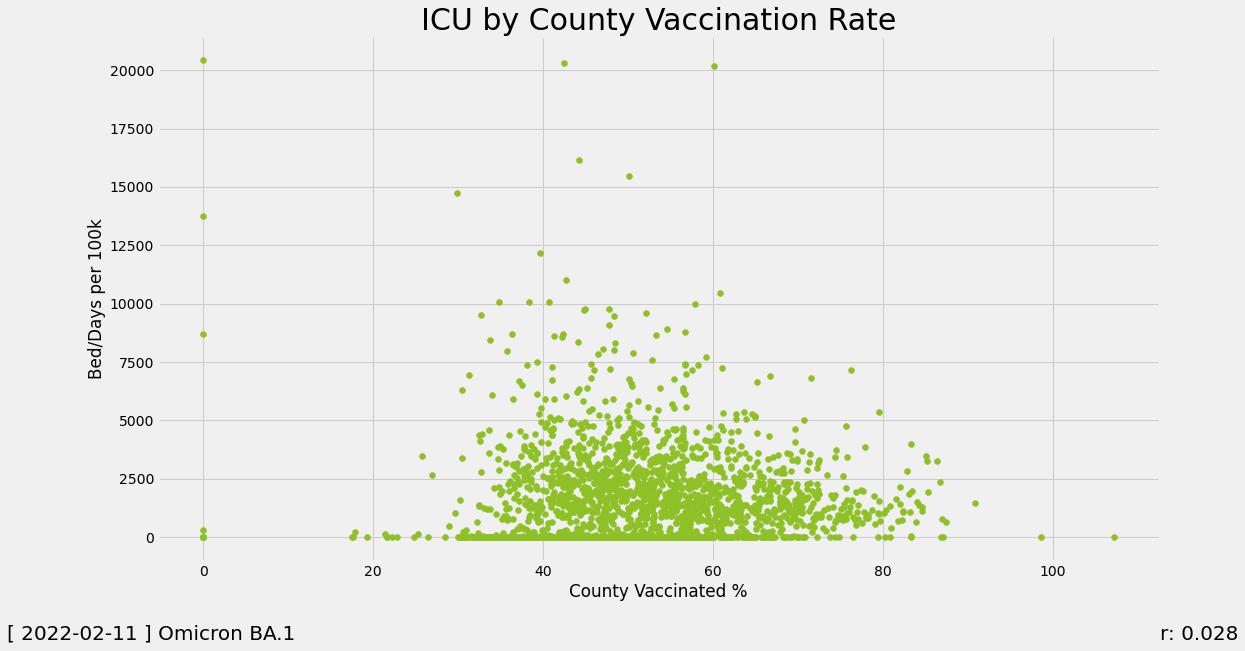 ICU by County Vaccination Rate
20000
17500
15000
12500
10000
7500
5000
2500
0
Bed/Days per 100k
0 20 40 60 80 100
County Vaccinated %
[ 2022-02-11 ] Omicron BA.1
r: 0.028